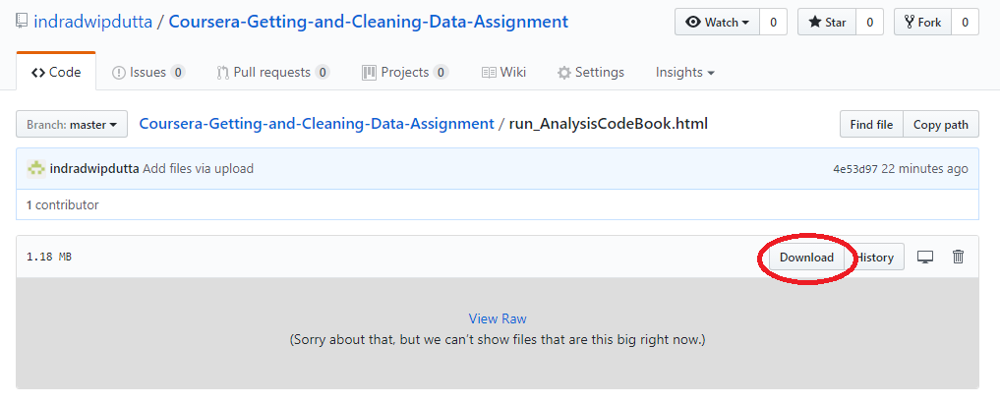 indradwipdutta / Coursera-Getting-and-Cleaning-Data-Assignment Watch 0 Star 0 Fork 0
Code Issues 0 Pull requests 0 Projects 0 Wiki Settings Insights
Branch: master Coursera-Getting-and-Cleaning-Data-Assignment / run_AnalysisCodeBook.html Find file Copy path
indradwipdutta Add files via upload 4e53d97 22 minutes ago
1 contributor
1.18 MB Download History
View Raw
(Sorry about that, but we can't show files that are this big right now.)